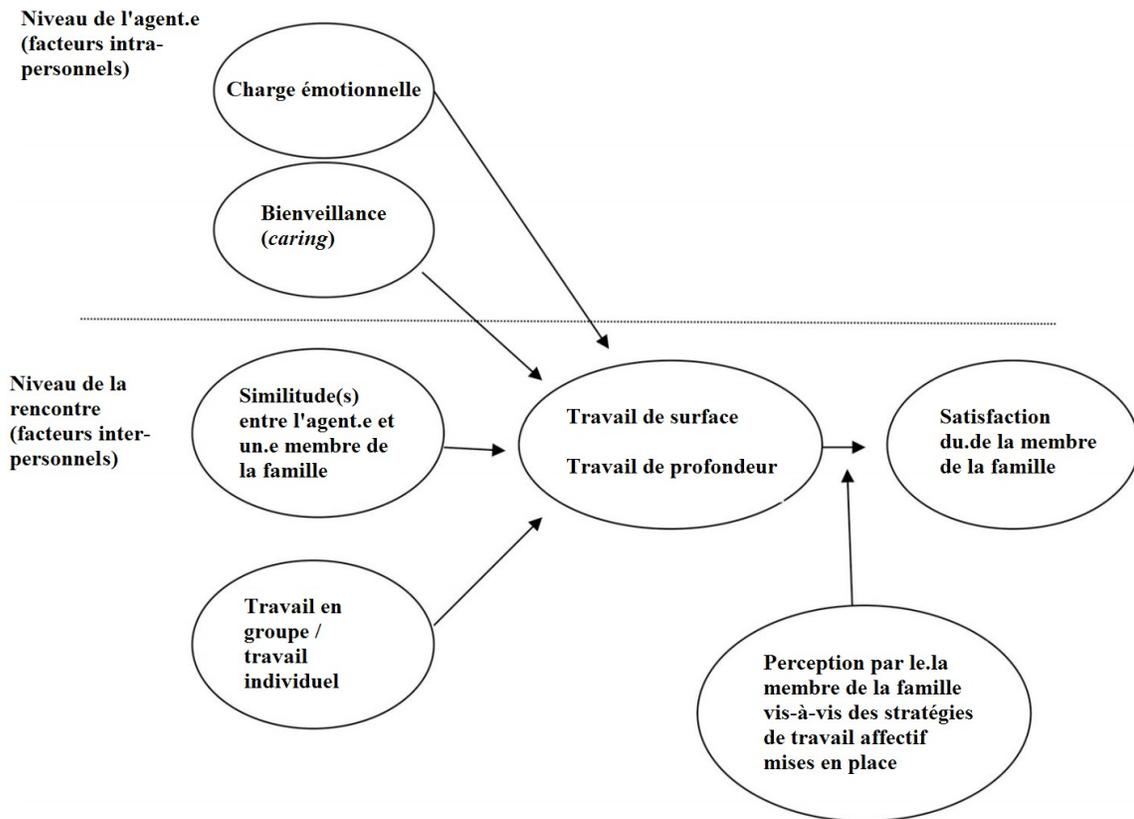 Niveau de l'agent.e
(facteurs intra-
personnels)
Charge émotionnelle
Bienveillance
(caring)
Niveau de la
rencontre
(facteurs inter-
personnels)
Similitude(s)
entre l'agent.e et
un.e membre de
la famille
Travail de surface
Travail de profondeur
Satisfaction
du.de la membre
de la famille
Travail en
groupe /
travail
individuel
Perception par le.la
membre de la famille
vis-à-vis des stratégies
de travail affectif
mises en place